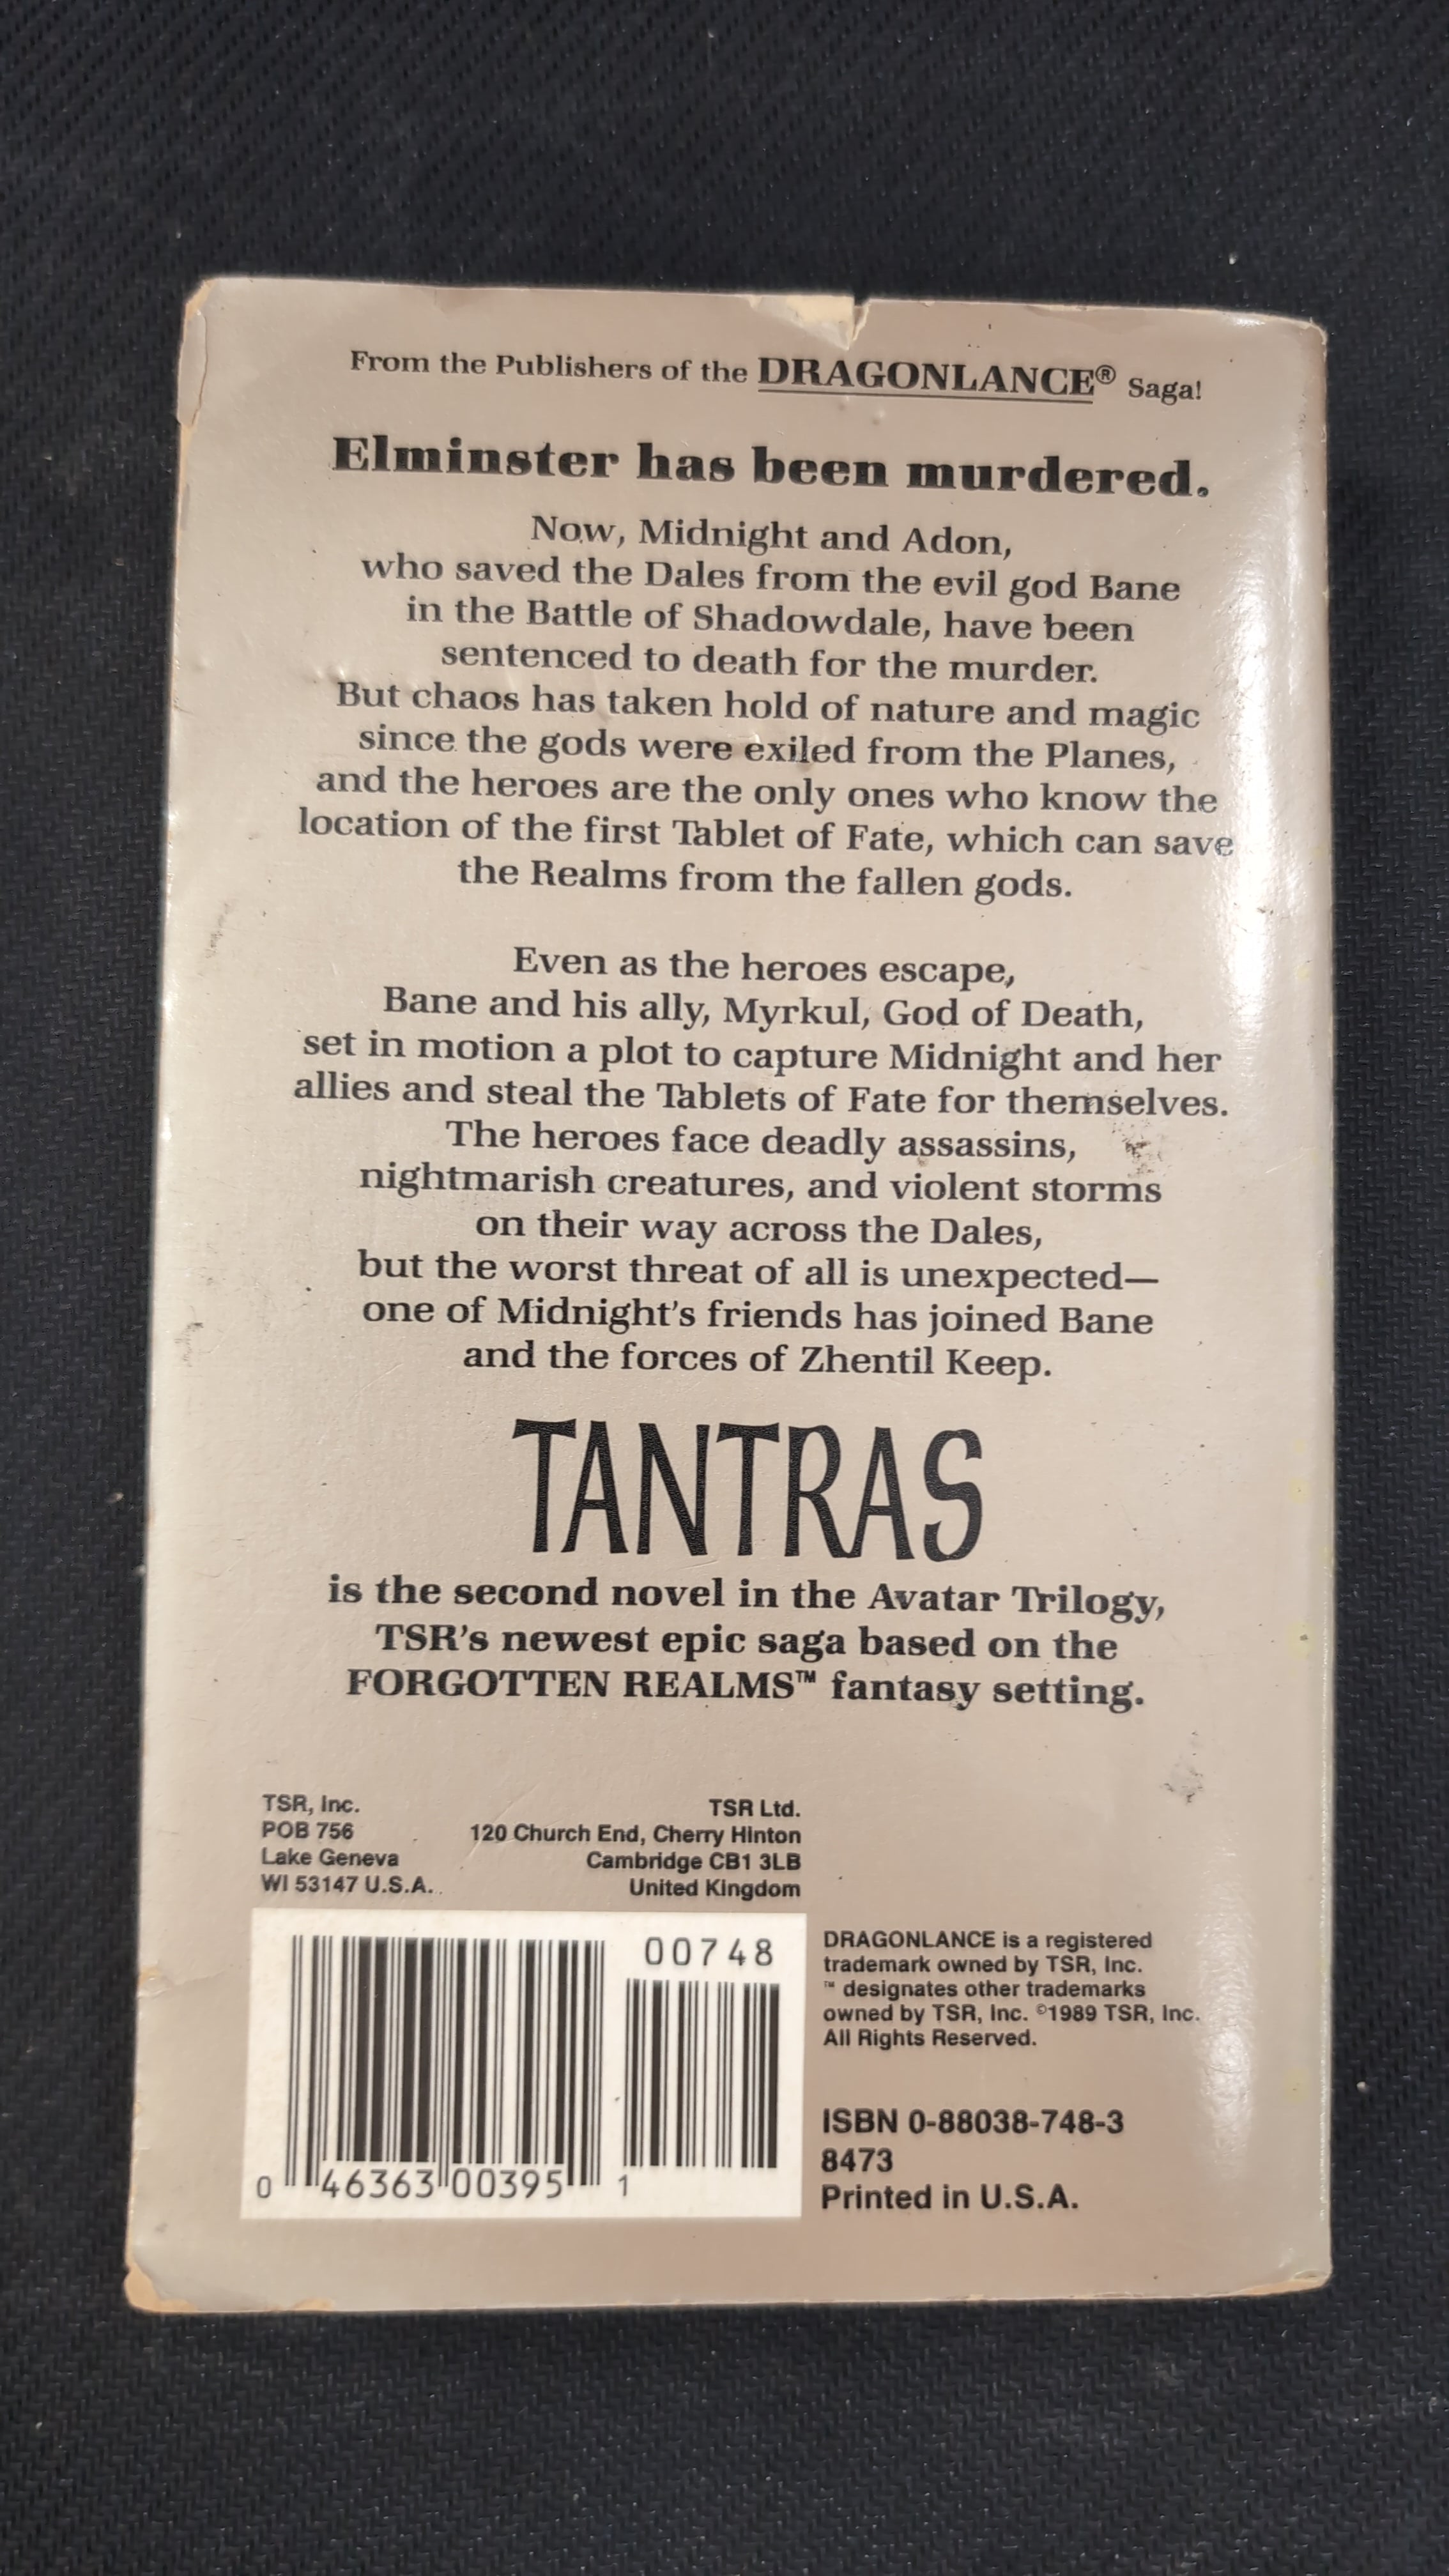 From the Publishers of the DRAGONLANCE® Saga!
Elminster has been murdered.
Now, Midnight and Adon,
who saved the Dales from the evil god Bane
in the Battle of Shadowdale, have been
sentenced to death for the murder.
But chaos has taken hold of nature and magic
since the gods were exiled from the Planes,
and the heroes are the only ones who know the
location of the first Tablet of Fate, which can save
the Realms from the fallen gods.
Even as the heroes escape,
Bane and his ally, Myrkul, God of Death,
set in motion a plot to capture Midnight and her
allies and steal the Tablets of Fate for themselves.
The heroes face deadly assassins,
nightmarish creatures, and violent storms
on their way across the Dales,
but the worst threat of all is unexpected—
one of Midnight's friends has joined Bane
and the forces of Zhentil Keep.
TANTRAS
is the second novel in the Avatar Trilogy,
TSR's newest epic saga based on the
FORGOTTEN REALMS™ fantasy setting.
TSR, Inc.
POB 756
Lake Geneva
WI 53147 U.S.A.
TSR Ltd.
120 Church End, Cherry Hinton
Cambridge CB1 3LB
United Kingdom
00748
0 46363 00395 1
DRAGONLANCE is a registered
trademark owned by TSR, Inc.
™ designates other trademarks
owned by TSR, Inc. ©1989 TSR, Inc.
All Rights Reserved.
ISBN 0-88038-748-3
8473
Printed in U.S.A.